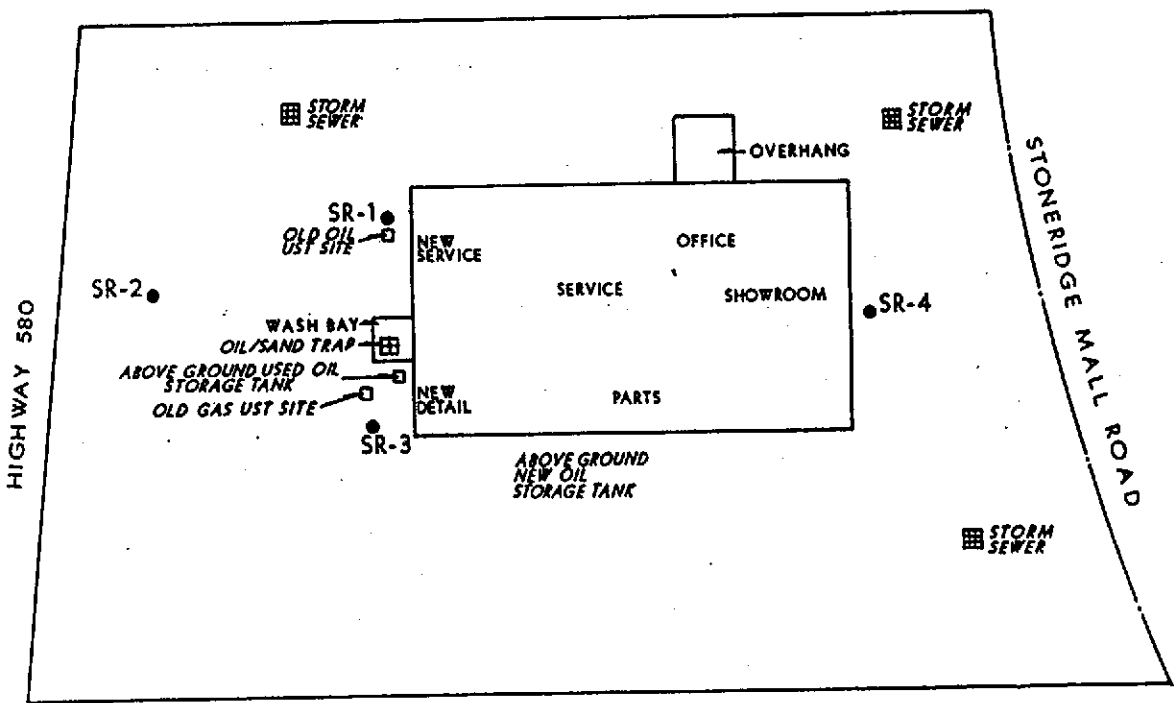 STORM
SEWER
STORM
SEWER
OVERHANG
STONERIDGE MALL ROAD
SR-1
OLD OIL
UST SITE
NEW
SERVICE
OFFICE
SR-2
SERVICE
SHOWROOM
SR-4
HIGHWAY 580
WASH BAY
OIL/SAND TRAP
ABOVE GROUND USED OIL
STORAGE TANK
OLD GAS UST SITE
NEW
DETAIL
PARTS
SR-3
ABOVE GROUND
NEW OIL
STORAGE TANK
STORM
SEWER